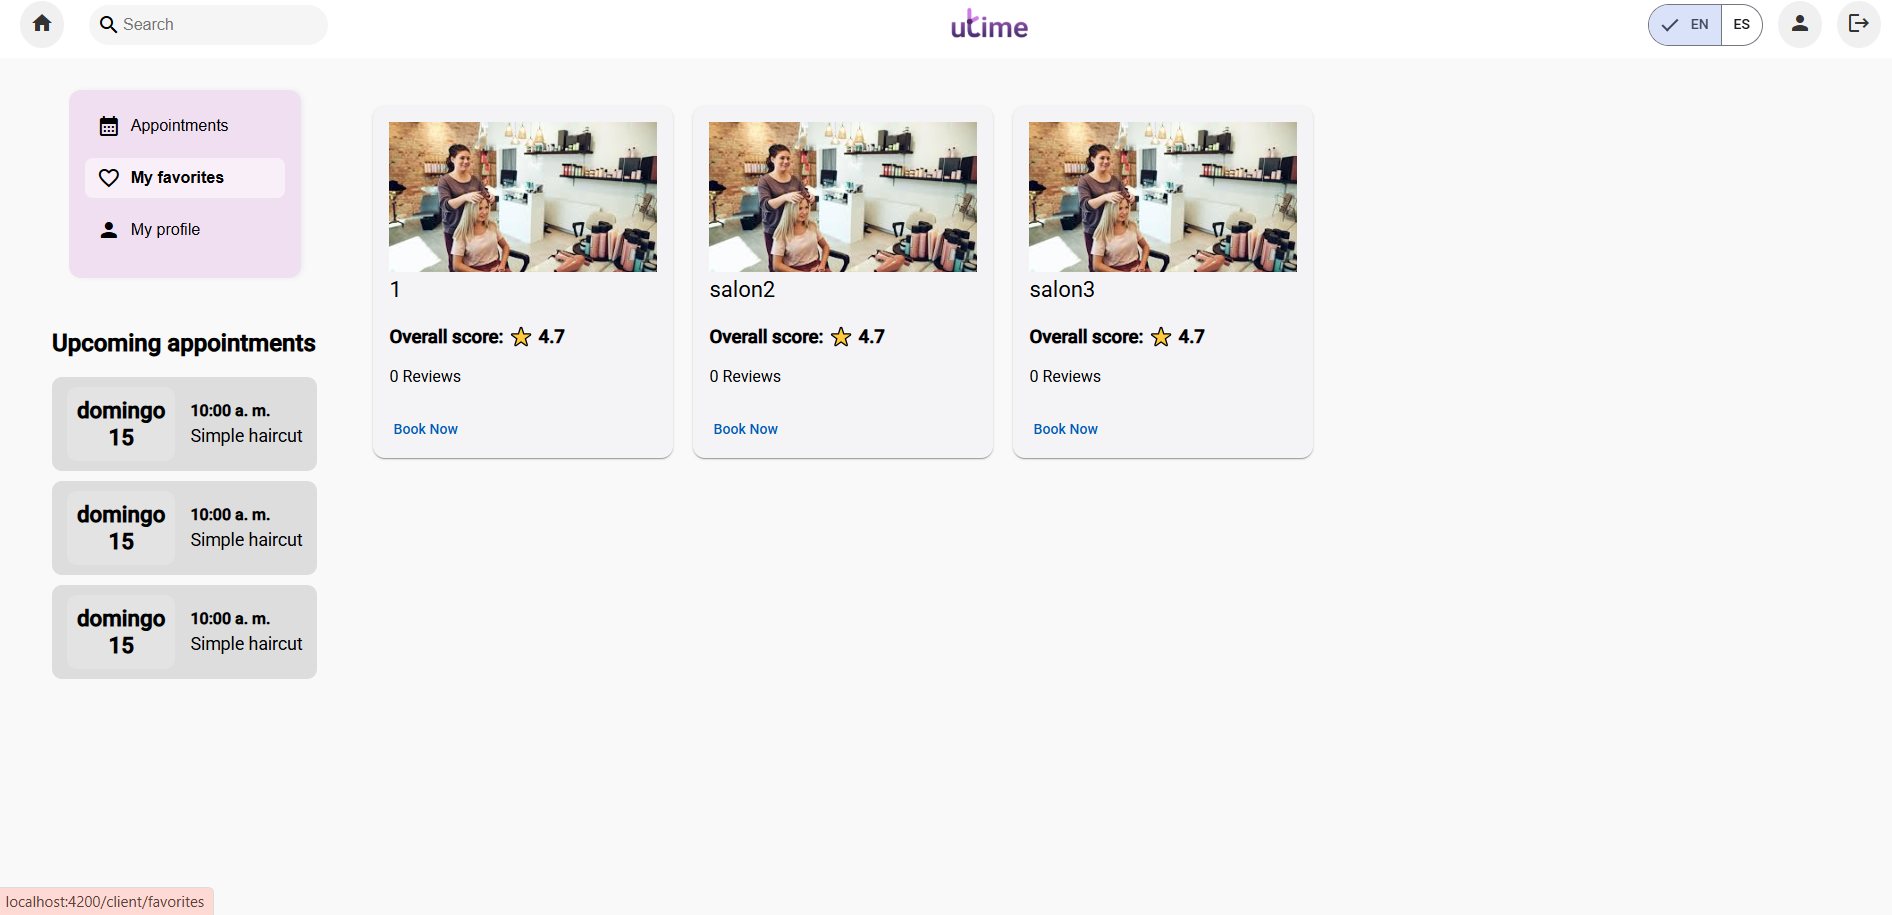 Search
utime
EN
ES
Appointments
My favorites
My profile
Upcoming appointments
domingo
15
10:00 a. m.
Simple haircut
domingo
15
10:00 a. m.
Simple haircut
domingo
15
10:00 a. m.
Simple haircut
1
Overall score: 4.7
0 Reviews
Book Now
salon2
Overall score: 4.7
0 Reviews
Book Now
salon3
Overall score: 4.7
0 Reviews
Book Now
localhost:4200/client/favorites